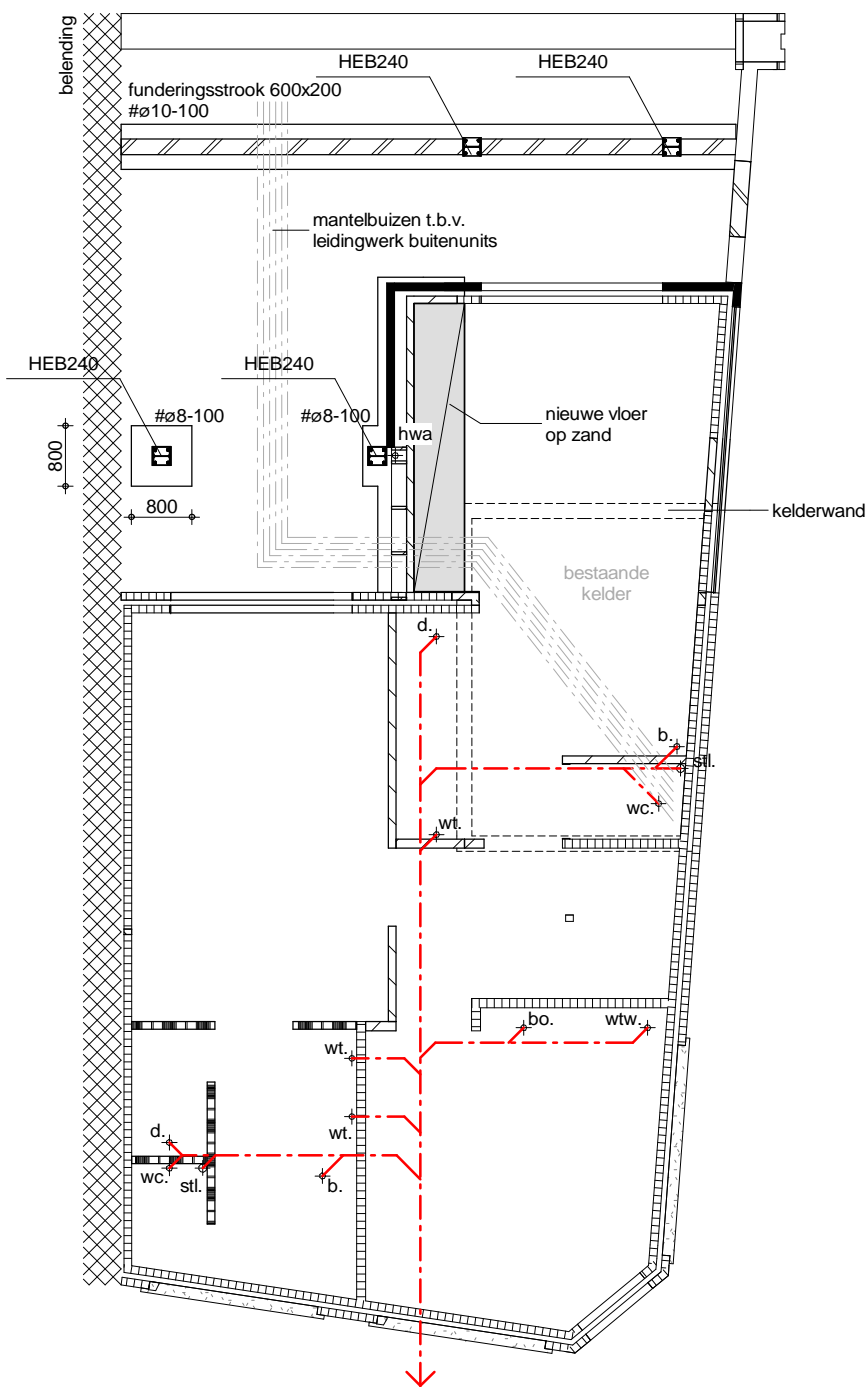 belending
HEB240
HEB240
funderingsstrook 600x200
#ø10-100
mantelbuizen t.b.v.
leidingwerk buitenunits
HEB240
HEB240
#ø8-100
#ø8-100
hwa
nieuwe vloer
op zand
800
800
kelderwand
bestaande
kelder
d.
b.
stl.
wc.
wt.
bo.
wtw.
wt.
wt.
d.
wc.
stl.
b.